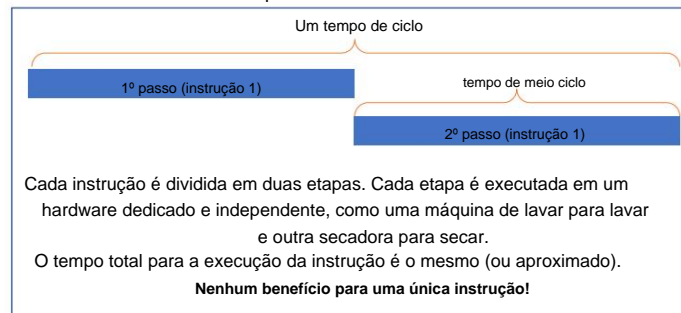 Um tempo de ciclo
1º passo (instrução 1)
tempo de meio ciclo
2º passo (instrução 1)
Cada instrução é dividida em duas etapas. Cada etapa é executada em um
hardware dedicado e independente, como uma máquina de lavar para lavar
e outra secadora para secar.
O tempo total para a execução da instrução é o mesmo (ou aproximado).
Nenhum benefício para uma única instrução!